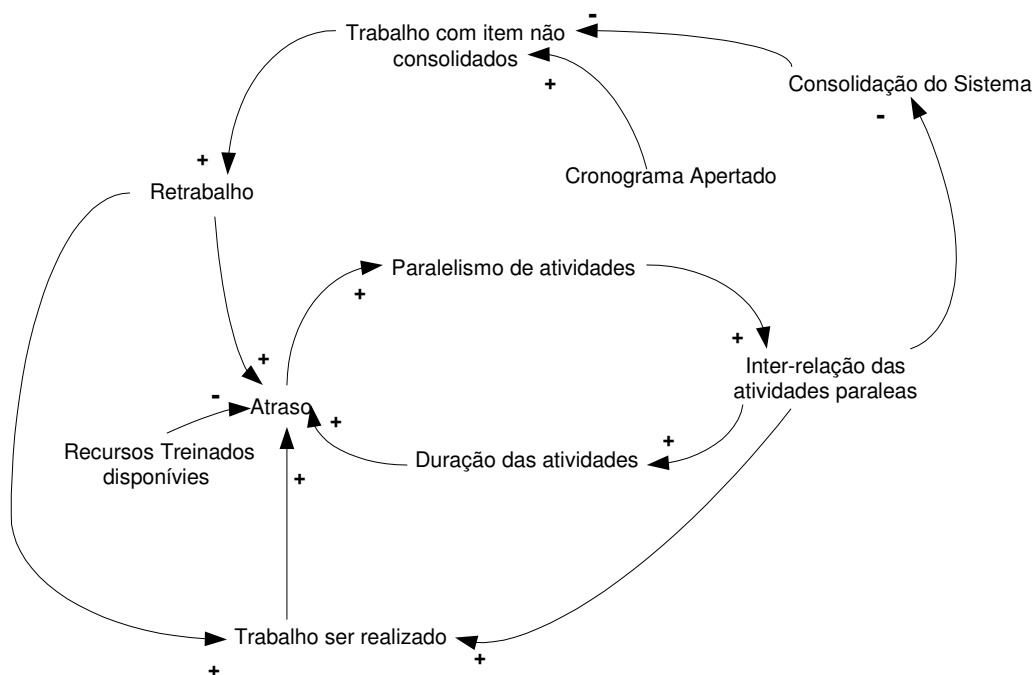 -
Trabalho com item não
consolidados
+
Consolidação do Sistema
-
Cronograma Apertado
+
Retrabalho
Paralelismo de atividades
+
+
Inter-relação das
atividades paraleas
+
-
Atraso
+
Recursos Treinados
disponívies
+
Duração das atividades
+
Trabalho ser realizado
+
+